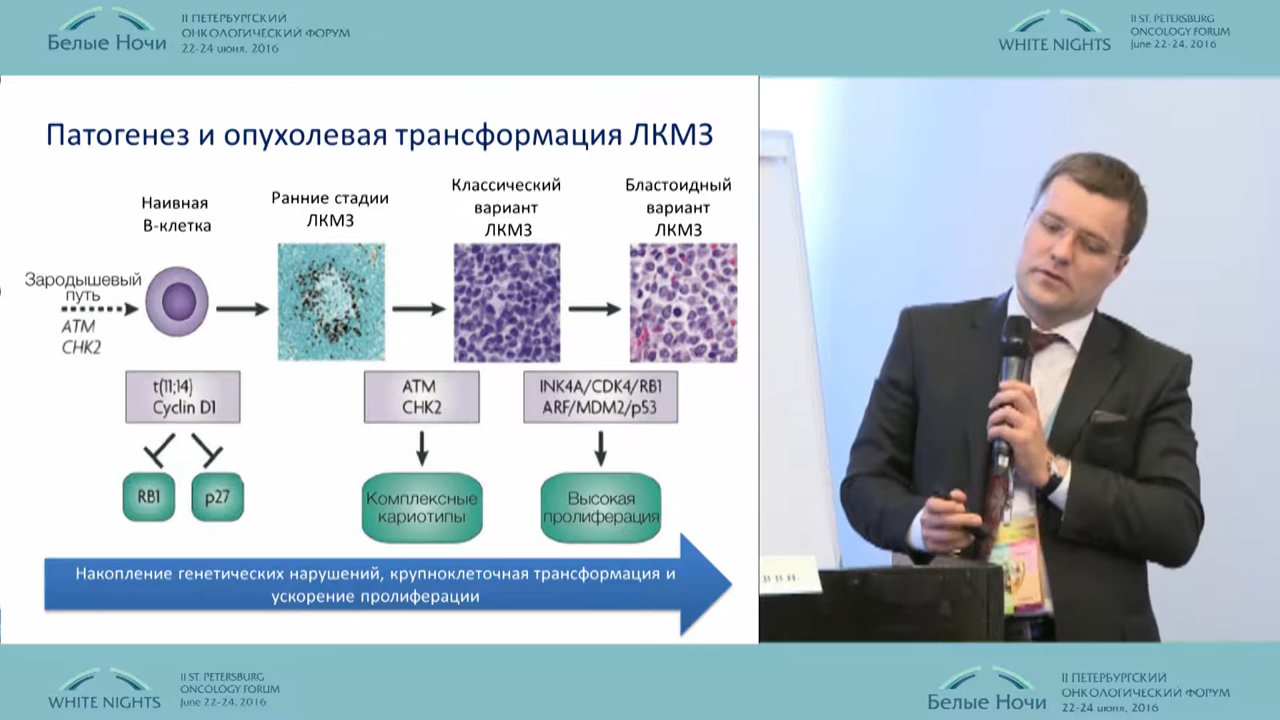 Белые Ночи
II ПЕТЕРБУРГСКИЙ
ОНКОЛОГИЧЕСКИЙ ФОРУМ
22-24 июня, 2016
WHITE NIGHTS
II ST. PETERSBURG
ONCOLOGY FORUM
June 22-24, 2016
Патогенез и опухолевая трансформация ЛКМЗ
Наивная
В-клетка
Ранние стадии
ЛКМЗ
Классический
вариант
ЛКМЗ
Бластоидный
вариант
ЛКМЗ
Зародышевый
путь
ATM
CHK2
t(11;14)
Cyclin D1
ATM
CHK2
INK4A/CDK4/RB1
ARF/MDM2/p53
RB1
p27
Комплексные
кариотипы
Высокая
пролиферация
Накопление генетических нарушений, крупноклеточная трансформация и
ускорение пролиферации
WHITE NIGHTS
II ST. PETERSBURG
ONCOLOGY FORUM
June 22-24, 2016
Белые Ночи
II ПЕТЕРБУРГСКИЙ
ОНКОЛОГИЧЕСКИЙ ФОРУМ
22-24 июня, 2016